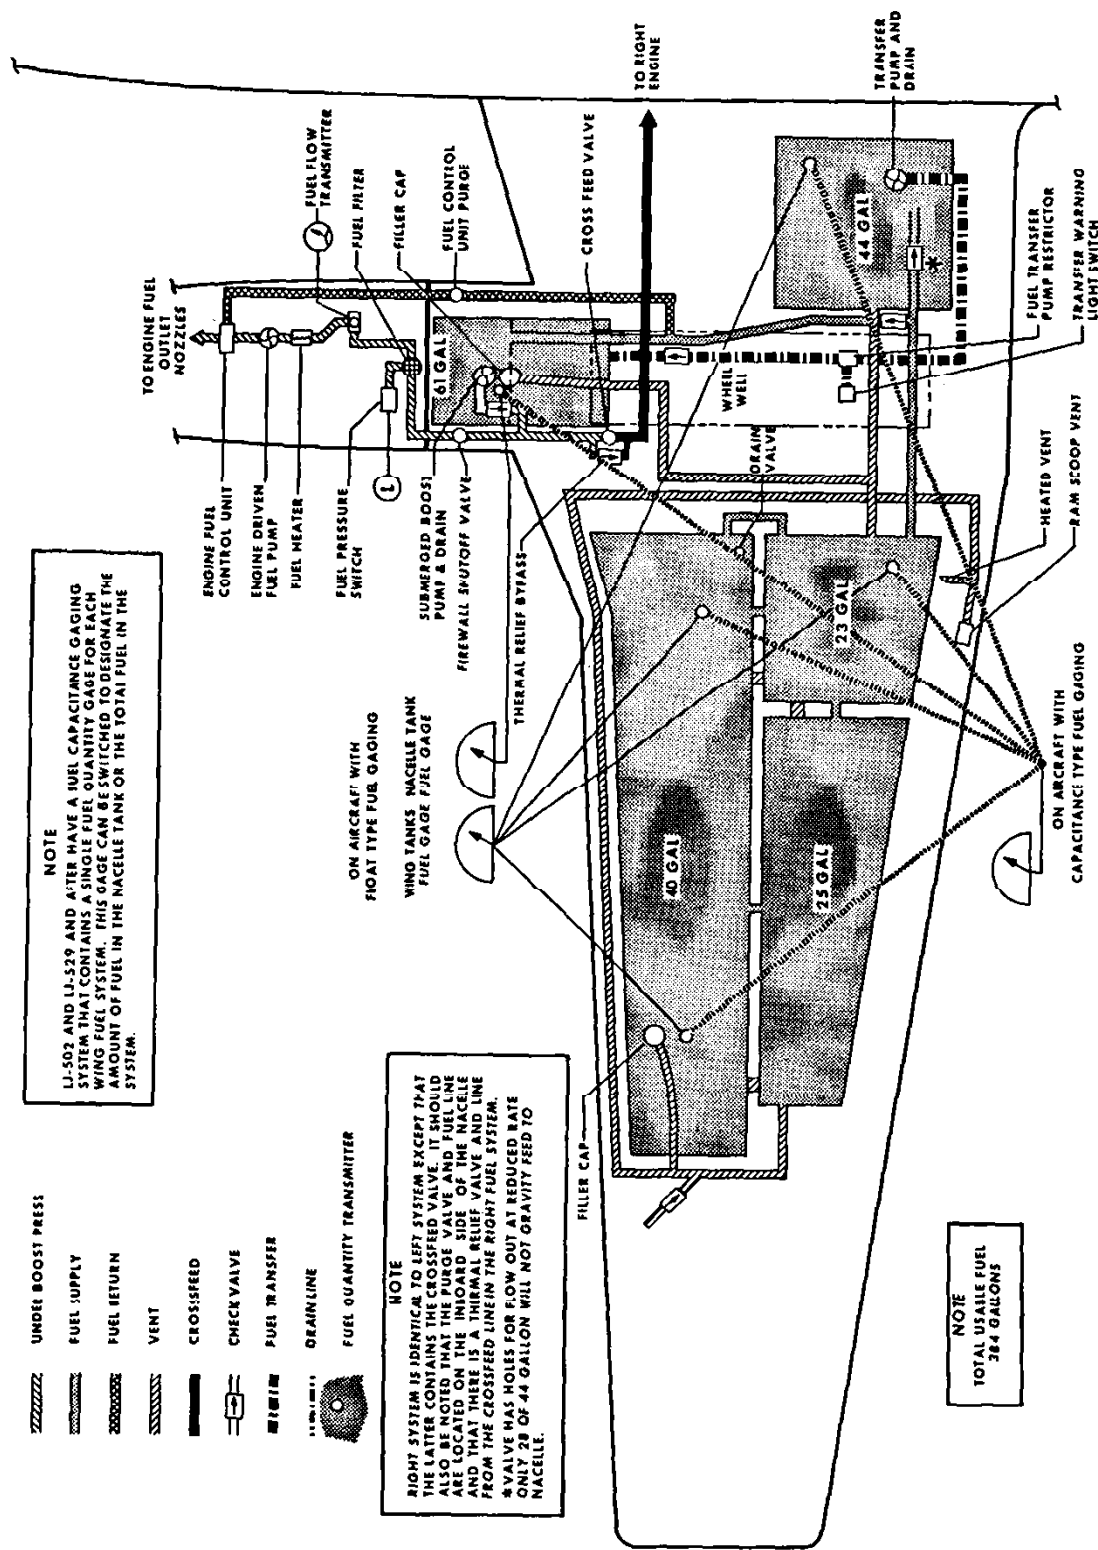 NOTE
LJ-502 AND LJ-529 AND AFTER HAVE A FUEL CAPACITANCE GAGING
SYSTEM THAT CONTAINS A SINGLE FUEL QUANTITY GAGE FOR EACH
WING FUEL SYSTEM. THIS GAGE CAN BE SWITCHED TO DESIGNATE THE
AMOUNT OF FUEL IN THE NACELLE TANK OR THE TOTAL FUEL IN THE
SYSTEM.
UNDER BOOST PRESS
FUEL SUPPLY
FUEL RETURN
VENT
CROSSFEED
CHECK VALVE
FUEL TRANSFER
DRAIN LINE
FUEL QUANTITY TRANSMITTER
NOTE
RIGHT SYSTEM IS IDENTICAL TO LEFT SYSTEM EXCEPT THAT
THE LATTER CONTAINS THE CROSSFEED VALVE. IT SHOULD
ALSO BE NOTED THAT THE PURGE VALVE AND FUEL LINE
ARE LOCATED ON THE INBOARD SIDE OF THE NACELLE
AND THAT THERE IS A THERMAL RELIEF VALVE AND LINE
FROM THE CROSSFEED LINE IN THE RIGHT FUEL SYSTEM.
*VALVE HAS HOLES FOR FLOW OUT AT REDUCED RATE
ONLY 28 OF 44 GALLON WILL NOT GRAVITY FEED TO
NACELLE.
TO ENGINE FUEL
OUTLET
NOZZLES
FUEL FLOW
TRANSMITTER
FUEL FILTER
FILLER CAP
FUEL CONTROL
UNIT PURGE
CROSS FEED VALVE
TO RIGHT
ENGINE
TRANSFER
PUMP AND
DRAIN
ENGINE FUEL
CONTROL UNIT
ENGINE DRIVEN
FUEL PUMP
FUEL HEATER
FUEL PRESSURE
SWITCH
SUBMERGED BOOST
PUMP & DRAIN
FIREWALL SHUTOFF VALVE
THERMAL RELIEF BYPASS
61 GAL
WHEEL
WELL
DRAIN
VALVE
44 GAL
*
FUEL TRANSFER
PUMP RESTRICTOR
TRANSFER WARNING
LIGHT SWITCH
HEATED VENT
RAM SCOOP VENT
ON AIRCRAFT WITH
FLOAT TYPE FUEL GAGING
WING TANKS NACELLE TANK
FUEL GAGE FUEL GAGE
40 GAL
23 GAL
25 GAL
FILLER CAP
ON AIRCRAFT WITH
CAPACITANCE TYPE FUEL GAGING
NOTE
TOTAL USABLE FUEL
384 GALLONS